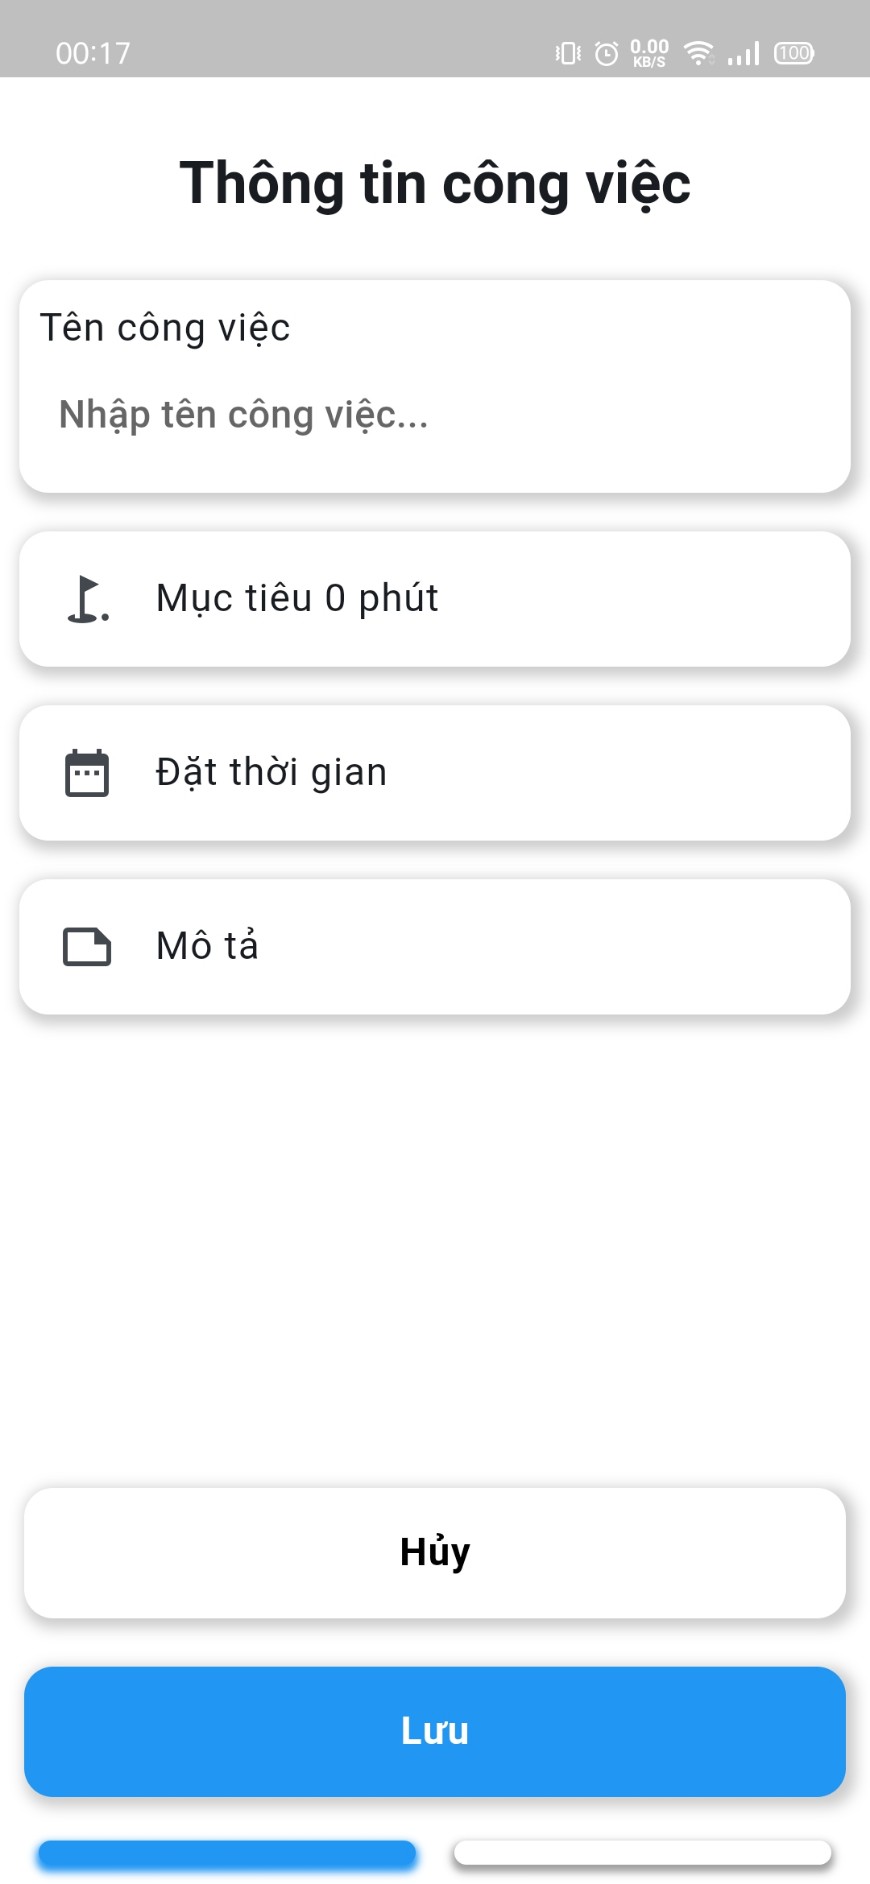 00:17
0.00
KB/S
100
Thông tin công việc
Tên công việc
Nhập tên công việc...
Mục tiêu 0 phút
Đặt thời gian
Mô tả
Hủy
Lưu